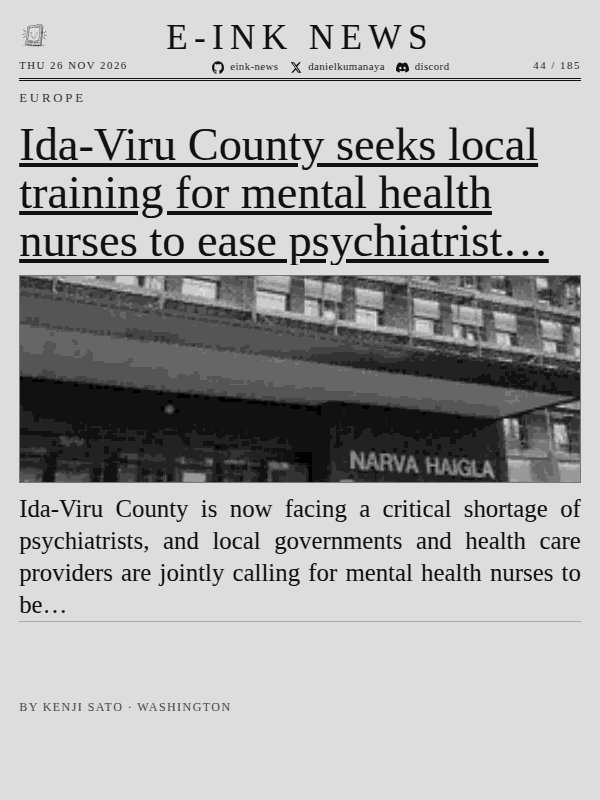 E-INK NEWS
THU 26 NOV 2026
eink-news danielkumanaya discord
44 / 185
EUROPE
Ida-Viru County seeks local
training for mental health
nurses to ease psychiatrist…
NARVA HAIGLA
Ida-Viru County is now facing a critical shortage of
psychiatrists, and local governments and health care
providers are jointly calling for mental health nurses to
be…
BY KENJI SATO · WASHINGTON